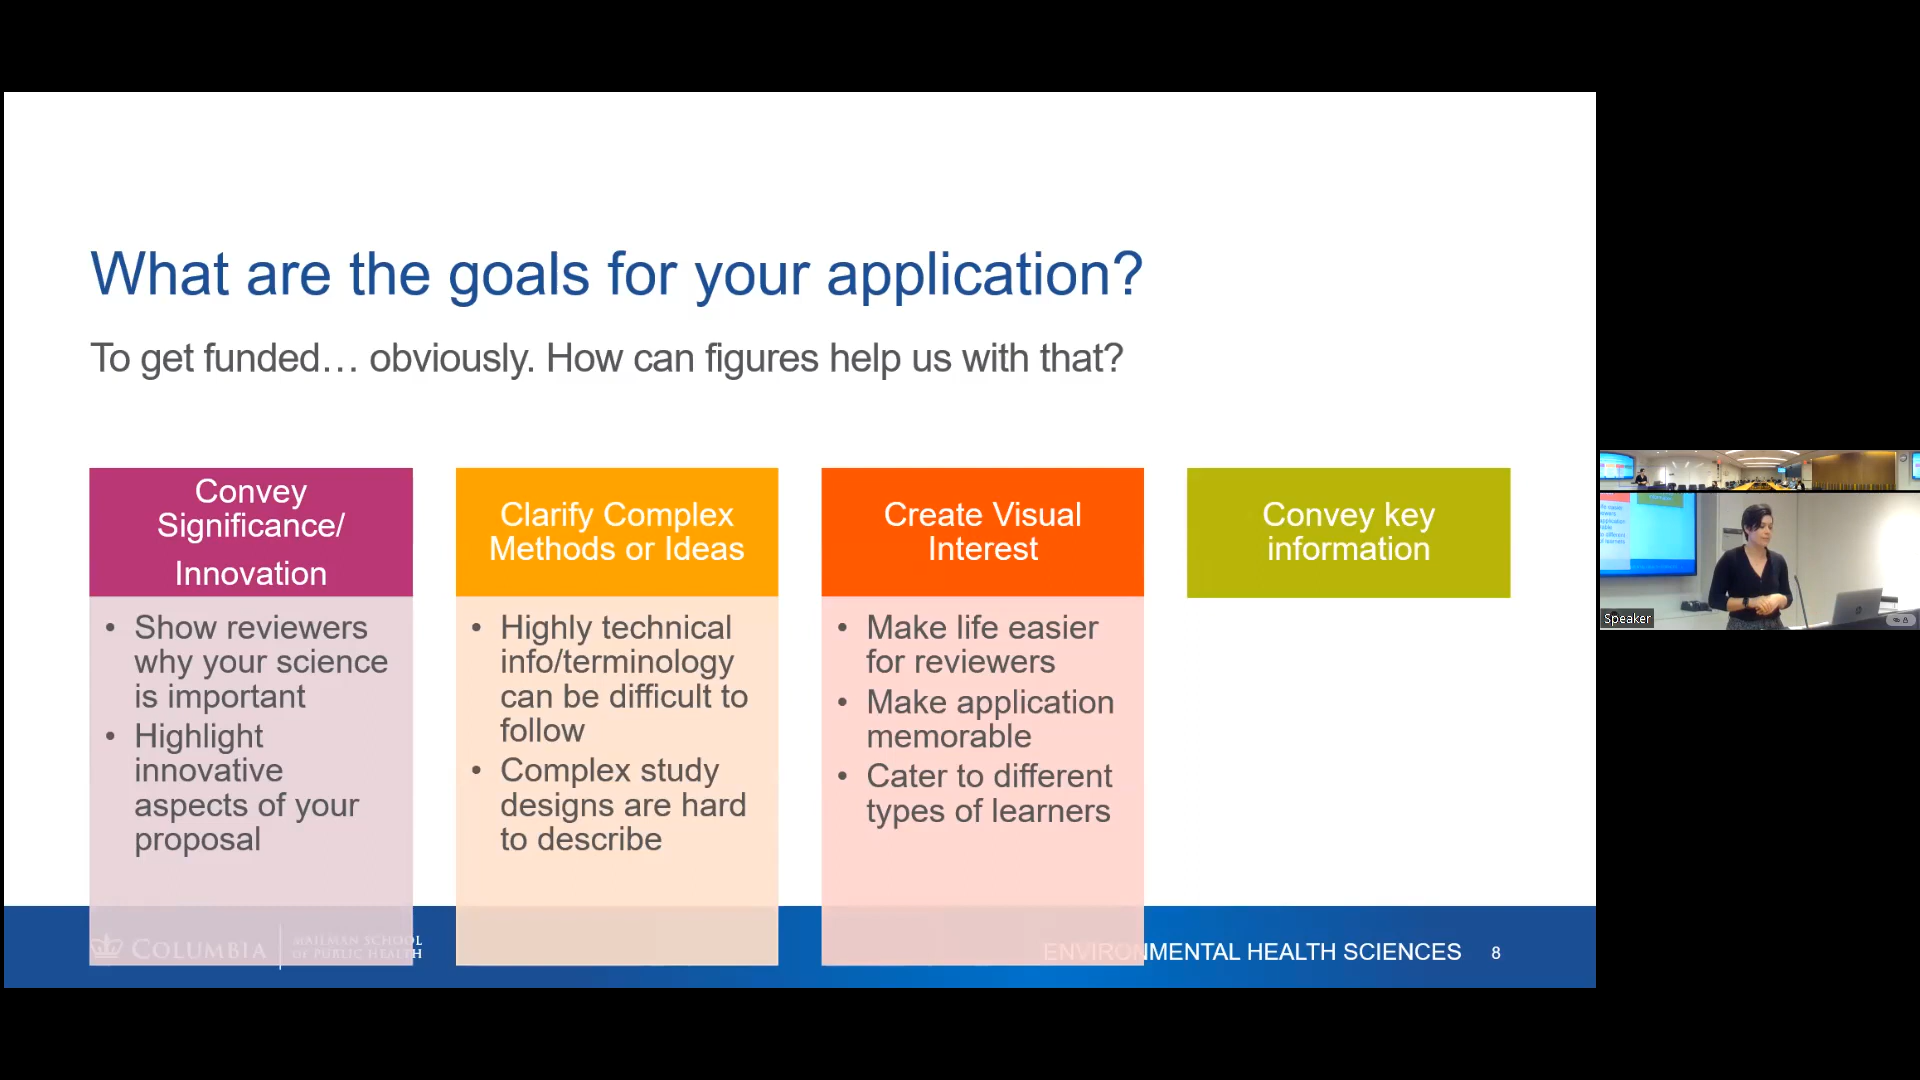 What are the goals for your application?
To get funded… obviously. How can figures help us with that?
Convey
Significance/
Innovation
• Show reviewers
why your science
is important
• Highlight
innovative
aspects of your
proposal
Clarify Complex
Methods or Ideas
• Highly technical
info/terminology
can be difficult to
follow
• Complex study
designs are hard
to describe
Create Visual
Interest
• Make life easier
for reviewers
• Make application
memorable
• Cater to different
types of learners
Convey key
information
COLUMBIA
MAILMAN SCHOOL
OF PUBLIC HEALTH
ENVIRONMENTAL HEALTH SCIENCES
8
Speaker